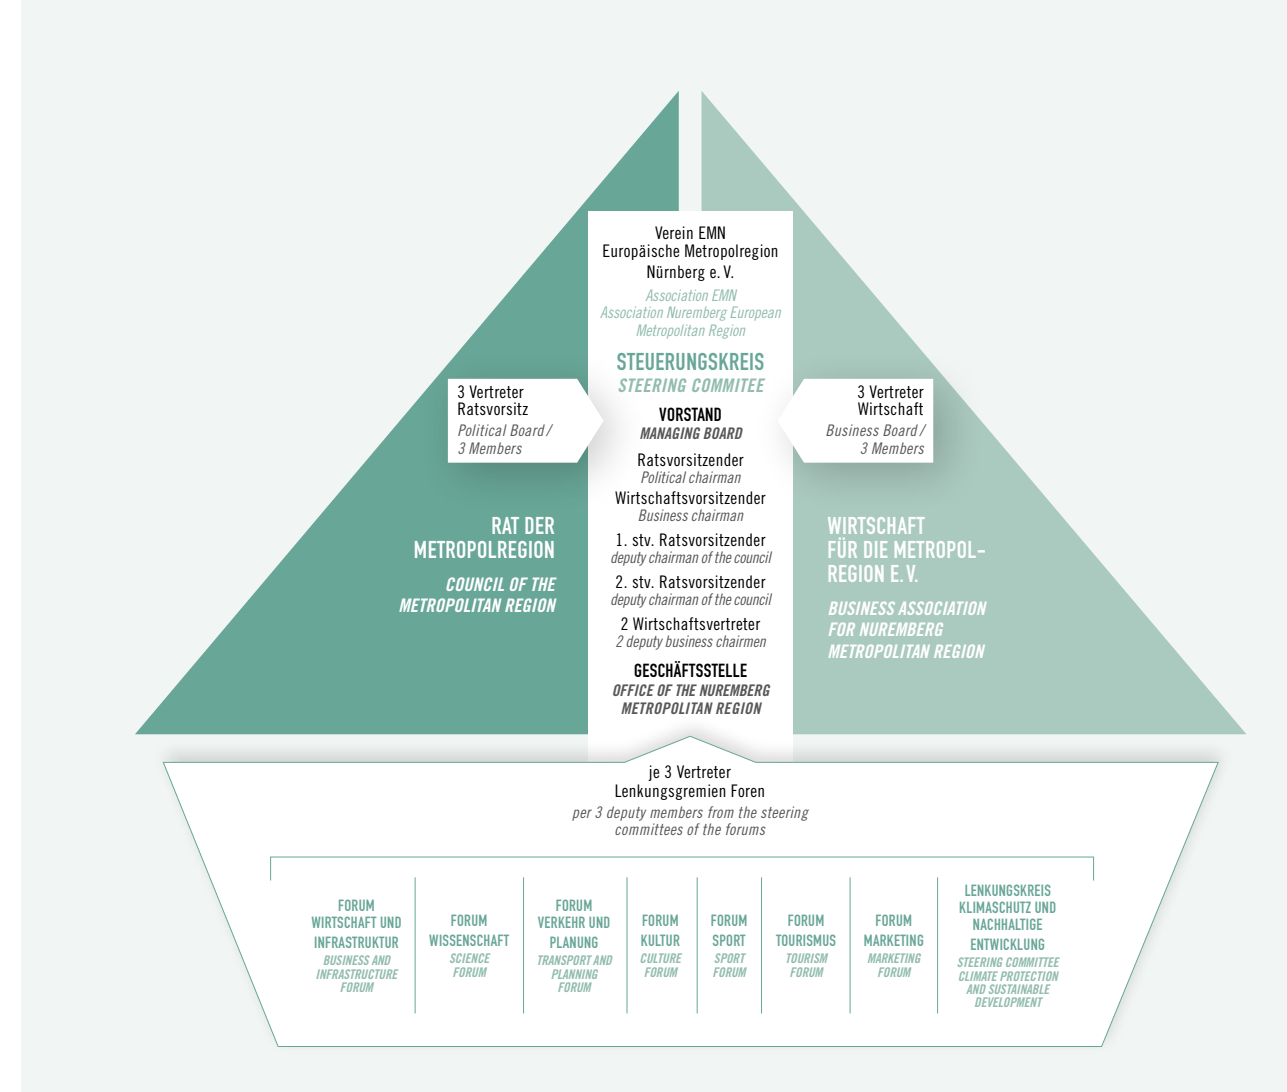 Verein EMN
Europäische Metropolregion
Nürnberg e. V.
Association EMN
Association Nuremberg European
Metropolitan Region
STEUERUNGSKREIS
STEERING COMMITEE
3 Vertreter
Ratsvorsitz
Political Board /
3 Members
VORSTAND
MANAGING BOARD
Ratsvorsitzender
Political chairman
Wirtschaftsvorsitzender
Business chairman
1. stv. Ratsvorsitzender
deputy chairman of the council
2. stv. Ratsvorsitzender
deputy chairman of the council
2 Wirtschaftsvertreter
2 deputy business chairmen
GESCHÄFTSSTELLE
OFFICE OF THE NUREMBERG
METROPOLITAN REGION
3 Vertreter
Wirtschaft
Business Board /
3 Members
RAT DER
METROPOLREGION
COUNCIL OF THE
METROPOLITAN REGION
WIRTSCHAFT
FÜR DIE METROPOL-
REGION E. V.
BUSINESS ASSOCIATION
FOR NUREMBERG
METROPOLITAN REGION
je 3 Vertreter
Lenkungsgremien Foren
per 3 deputy members from the steering
committees of the forums
FORUM
WIRTSCHAFT UND
INFRASTRUKTUR
BUSINESS AND
INFRASTRUCTURE
FORUM
FORUM
WISSENSCHAFT
SCIENCE
FORUM
FORUM
VERKEHR UND
PLANUNG
TRANSPORT AND
PLANNING
FORUM
FORUM
KULTUR
CULTURE
FORUM
FORUM
SPORT
SPORT
FORUM
FORUM
TOURISMUS
TOURISM
FORUM
FORUM
MARKETING
MARKETING
FORUM
LENKUNGSKREIS
KLIMASCHUTZ UND
NACHHALTIGE
ENTWICKLUNG
STEERING COMMITTEE
CLIMATE PROTECTION
AND SUSTAINABLE
DEVELOPMENT